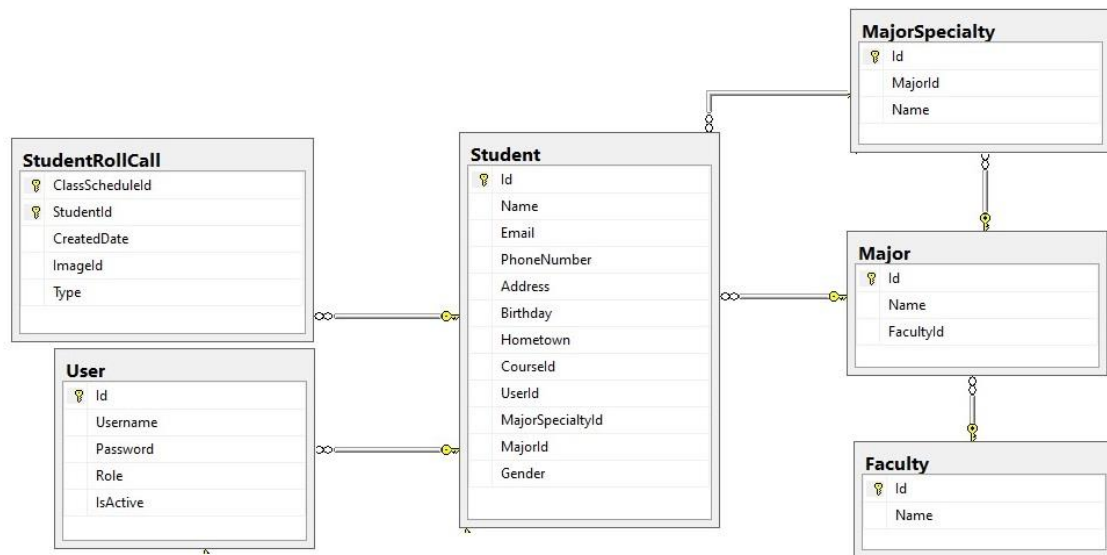 MajorSpecialty
Id
MajorId
Name
StudentRollCall
ClassScheduleId
StudentId
CreatedDate
ImageId
Type
Student
Id
Name
Email
PhoneNumber
Address
Birthday
Hometown
CourseId
UserId
MajorSpecialtyId
MajorId
Gender
Major
Id
Name
FacultyId
User
Id
Username
Password
Role
IsActive
Faculty
Id
Name